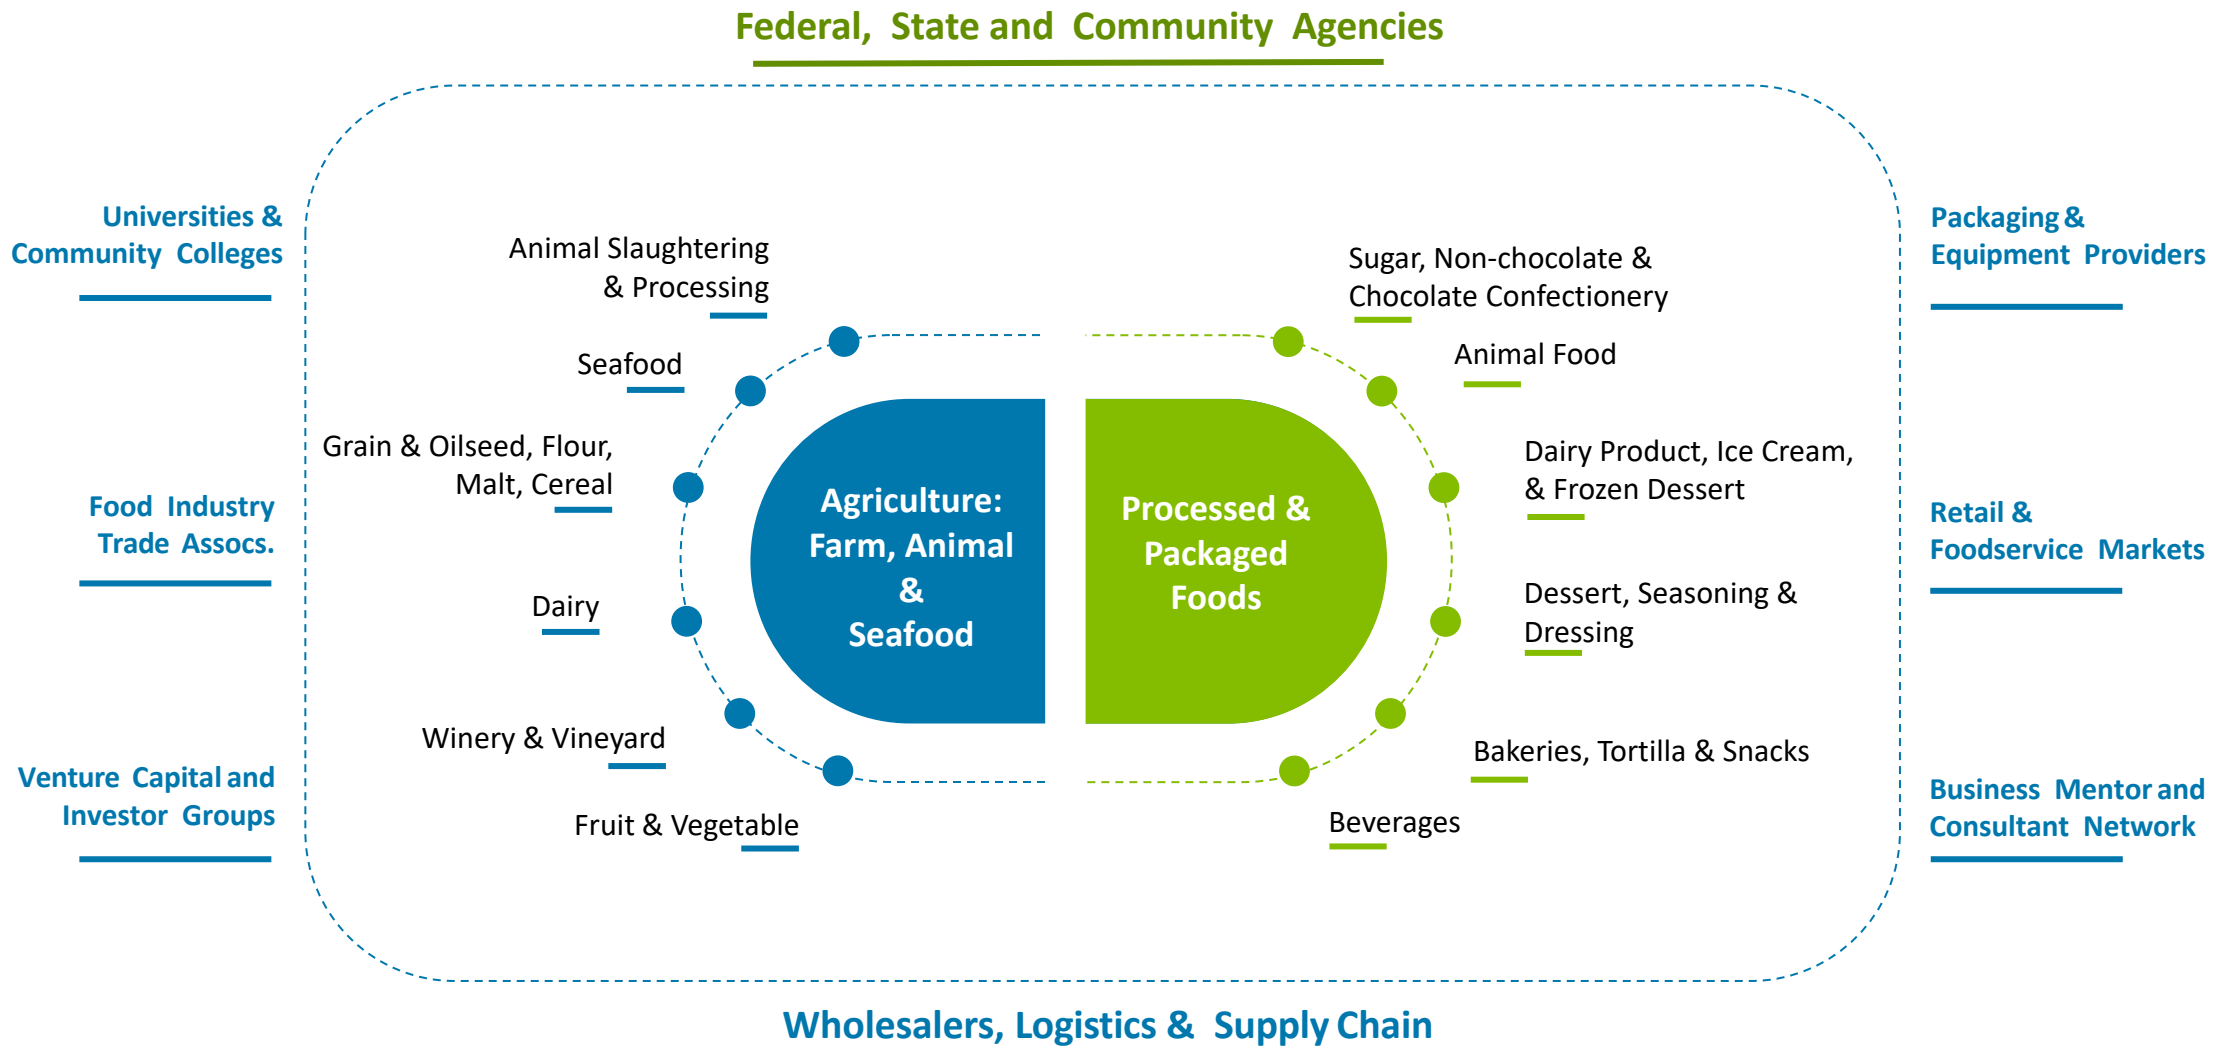 Federal, State and Community Agencies
Universities &
Community Colleges
Food Industry
Trade Assocs.
Venture Capital and
Investor Groups
Animal Slaughtering
& Processing
Seafood
Grain & Oilseed, Flour,
Malt, Cereal
Dairy
Winery & Vineyard
Fruit & Vegetable
Agriculture:
Farm, Animal
&
Seafood
Processed &
Packaged
Foods
Sugar, Non-chocolate &
Chocolate Confectionery
Animal Food
Dairy Product, Ice Cream,
& Frozen Dessert
Dessert, Seasoning &
Dressing
Bakeries, Tortilla & Snacks
Beverages
Packaging &
Equipment Providers
Retail &
Foodservice Markets
Business Mentor and
Consultant Network
Wholesalers, Logistics & Supply Chain